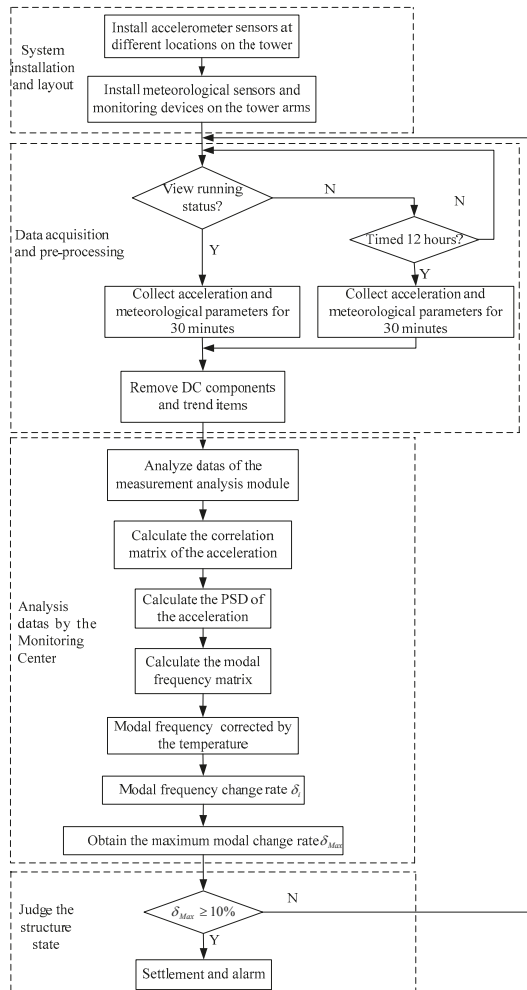 System
installation
and layout
Install accelerometer sensors at
different locations on the tower
Install meteorological sensors and
monitoring devices on the tower arms
Data acquisition
and pre-processing
View running
status?
N
N
Timed 12 hours?
Y
Y
Collect acceleration and
meteorological parameters for
30 minutes
Collect acceleration and
meteorological parameters for
30 minutes
Remove DC components
and trend items
Analysis
datas by the
Monitoring
Center
Analyze datas of the
measurement analysis module
Calculate the correlation
matrix of the acceleration
Calculate the PSD of
the acceleration
Calculate the modal
frequency matrix
Modal frequency corrected by
the temperature
Modal frequency change rate δi
Obtain the maximum modal change rate δMax
Judge the
structure
state
δMax ≥ 10%
N
Y
Settlement and alarm